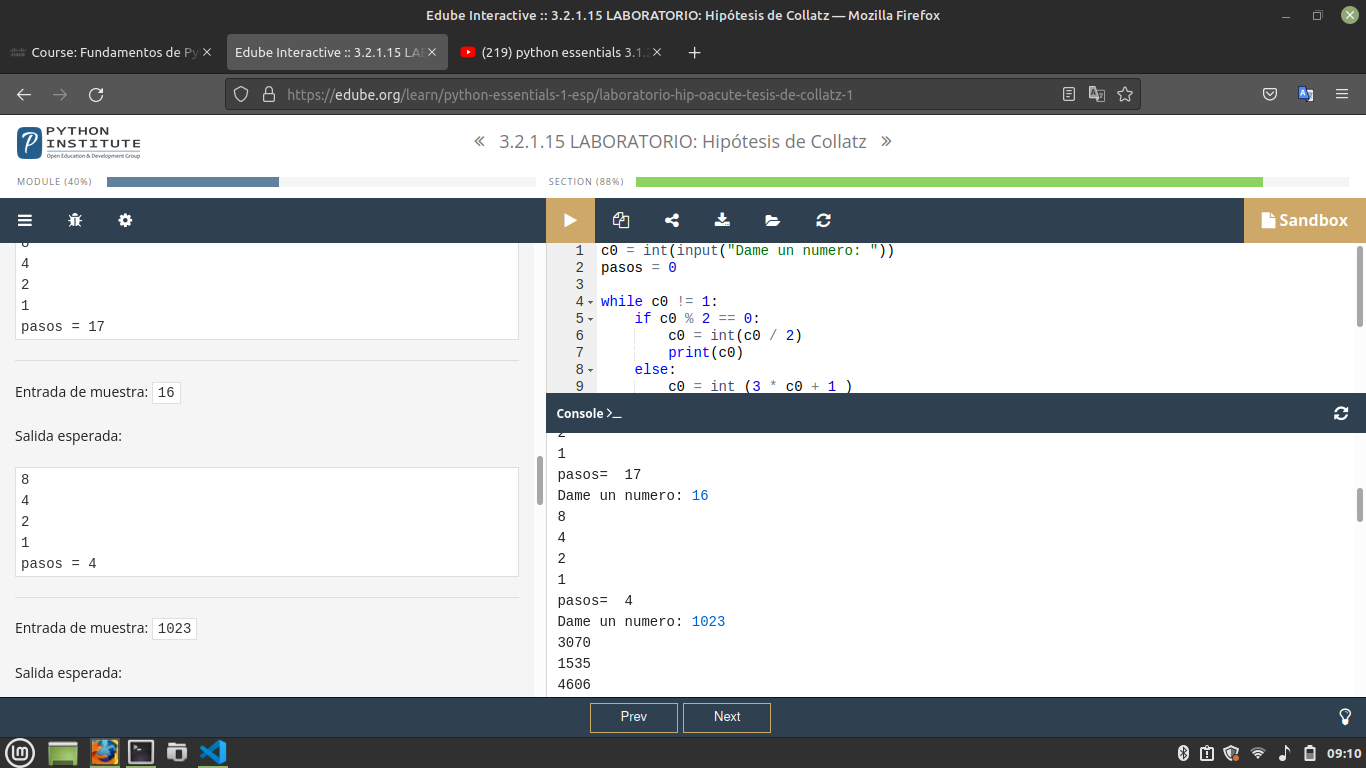 Edube Interactive :: 3.2.1.15 LABORATORIO: Hipótesis de Collatz — Mozilla Firefox
Course: Fundamentos de Py
Edube Interactive :: 3.2.1.15 LA
(219) python essentials 3.1.2
https://edube.org/learn/python-essentials-1-esp/laboratorio-hip-oacute-tesis-de-collatz-1
PYTHON
INSTITUTE
Open Education & Development Group
« 3.2.1.15 LABORATORIO: Hipótesis de Collatz »
MODULE (40%)
SECTION (88%)
Sandbox
8
4
2
1
pasos = 17
Entrada de muestra: 16
Salida esperada:
8
4
2
1
pasos = 4
Entrada de muestra: 1023
Salida esperada:
1 c0 = int(input("Dame un numero: "))
2 pasos = 0
3
4 while c0 != 1:
5 if c0 % 2 == 0:
6 c0 = int(c0 / 2)
7 print(c0)
8 else:
9 c0 = int (3 * c0 + 1 )
Console >_
2
1
pasos=  17
Dame un numero: 16
8
4
2
1
pasos=  4
Dame un numero: 1023
3070
1535
4606
Prev
Next
09:10